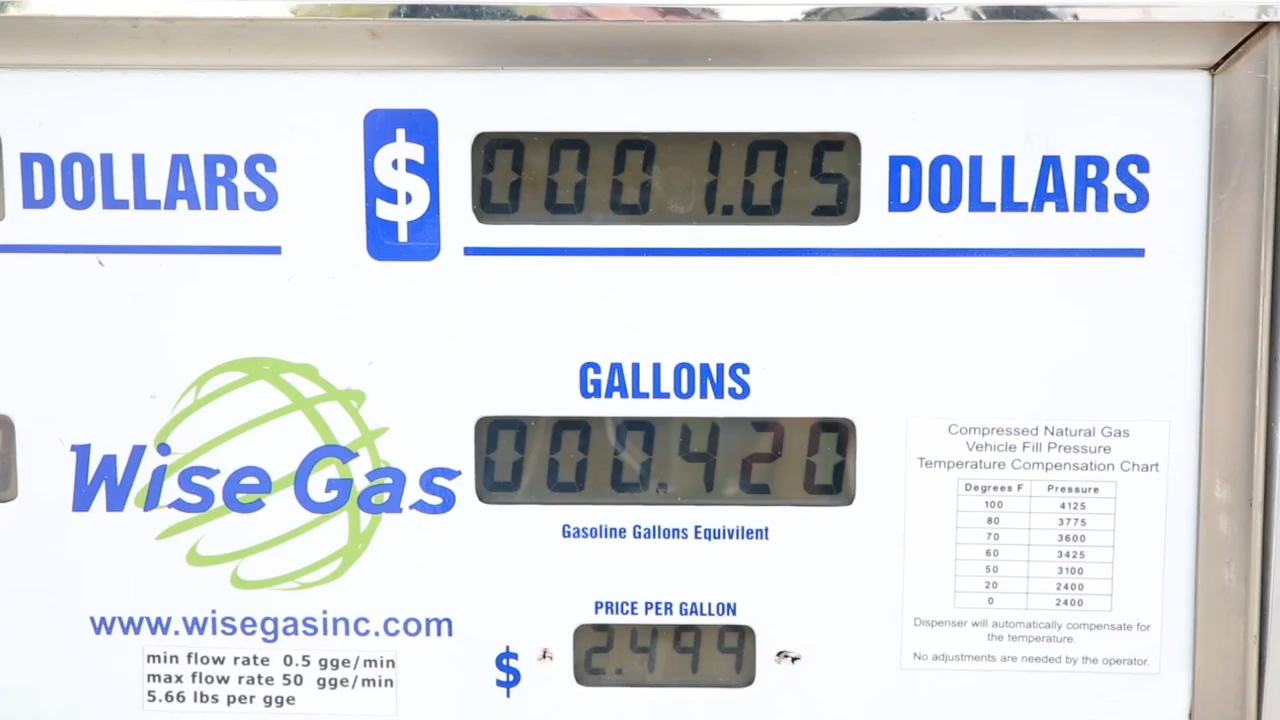 DOLLARS
$ 0001.05 DOLLARS
GALLONS
000.420
Gasoline Gallons Equivilent
Wise Gas
www.wisegasinc.com
min flow rate 0.5 gge/min
max flow rate 50 gge/min
5.66 lbs per gge
PRICE PER GALLON
$ 2.499
Compressed Natural Gas
Vehicle Fill Pressure
Temperature Compensation Chart
Degrees F Pressure
100 4125
80 3775
70 3600
60 3425
50 3100
20 2400
0 2400
Dispenser will automatically compensate for
the temperature.
No adjustments are needed by the operator.